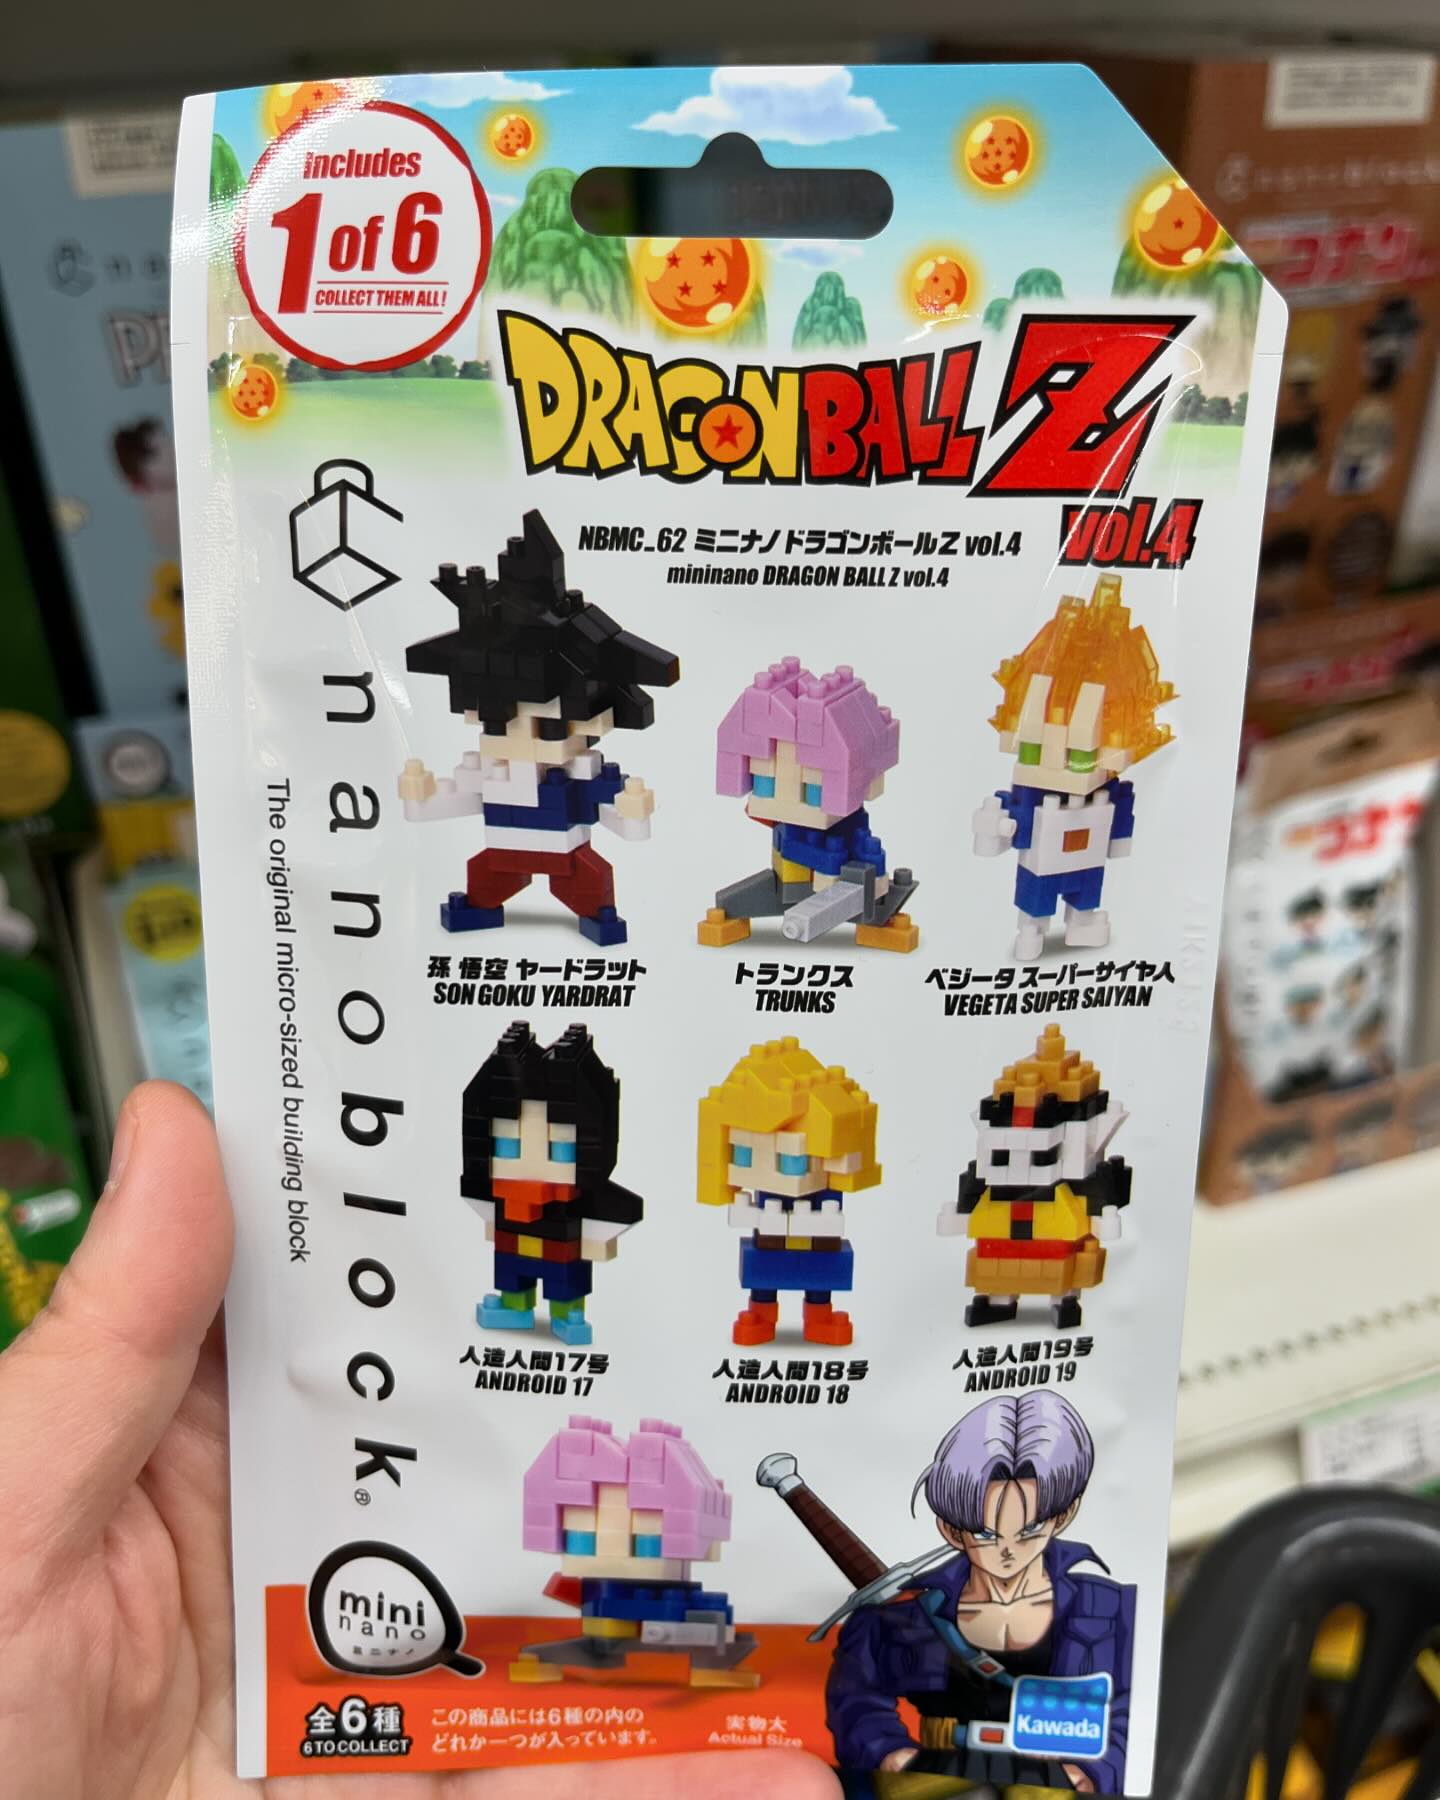 includes
1 of 6
COLLECT THEM ALL!
DRAGON BALL Z
vol.4
NBMC_62 ミニナノ ドラゴンボールZ vol.4
mininano DRAGON BALL Z vol.4
nanoblock®
The original micro-sized building block
孫 悟空 ヤードラット
SON GOKU YARDRAT
トランクス
TRUNKS
ベジータ スーパーサイヤ人
VEGETA SUPER SAIYAN
人造人間17号
ANDROID 17
人造人間18号
ANDROID 18
人造人間19号
ANDROID 19
mini
nano
ミニナノ
全6種
6 TO COLLECT
この商品には6種の内の
どれか一つが入っています。
実物大
Actual Size
Kawada
コナン